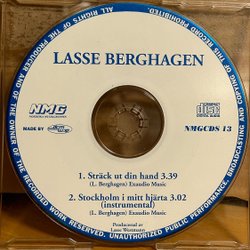 LASSE BERGHAGEN
NMG
NMGCDS 13
MADE BY
1. Sträck ut din hand 3.39
(L. Berghagen) Exaudio Music
2. Stockholm i mitt hjärta 3.02
(instrumental)
(L. Berghagen) Exaudio Music
Producerad av
Lasse Westmann
ALL RIGHTS OF THE PRODUCER AND OF THE OWNER OF THE RECORDED WORK RESERVED. UNAUTHORIZED PUBLIC PERFORMANCE, BROADCASTING AND COPYING OF THIS RECORD PROHIBITED.